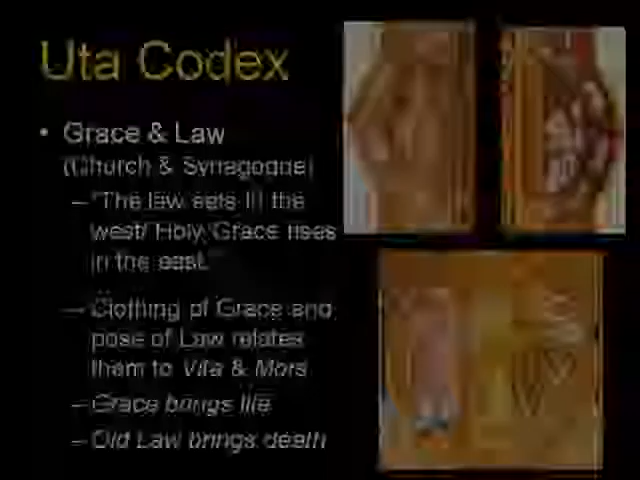 Uta Codex
• Grace & Law
(Church & Synagogue)
– "The law sets in the
west/ Holy Grace rises
in the east."
– Clothing of Grace and
pose of Law relates
them to Vita & Mors
– Grace brings life
– Old Law brings death